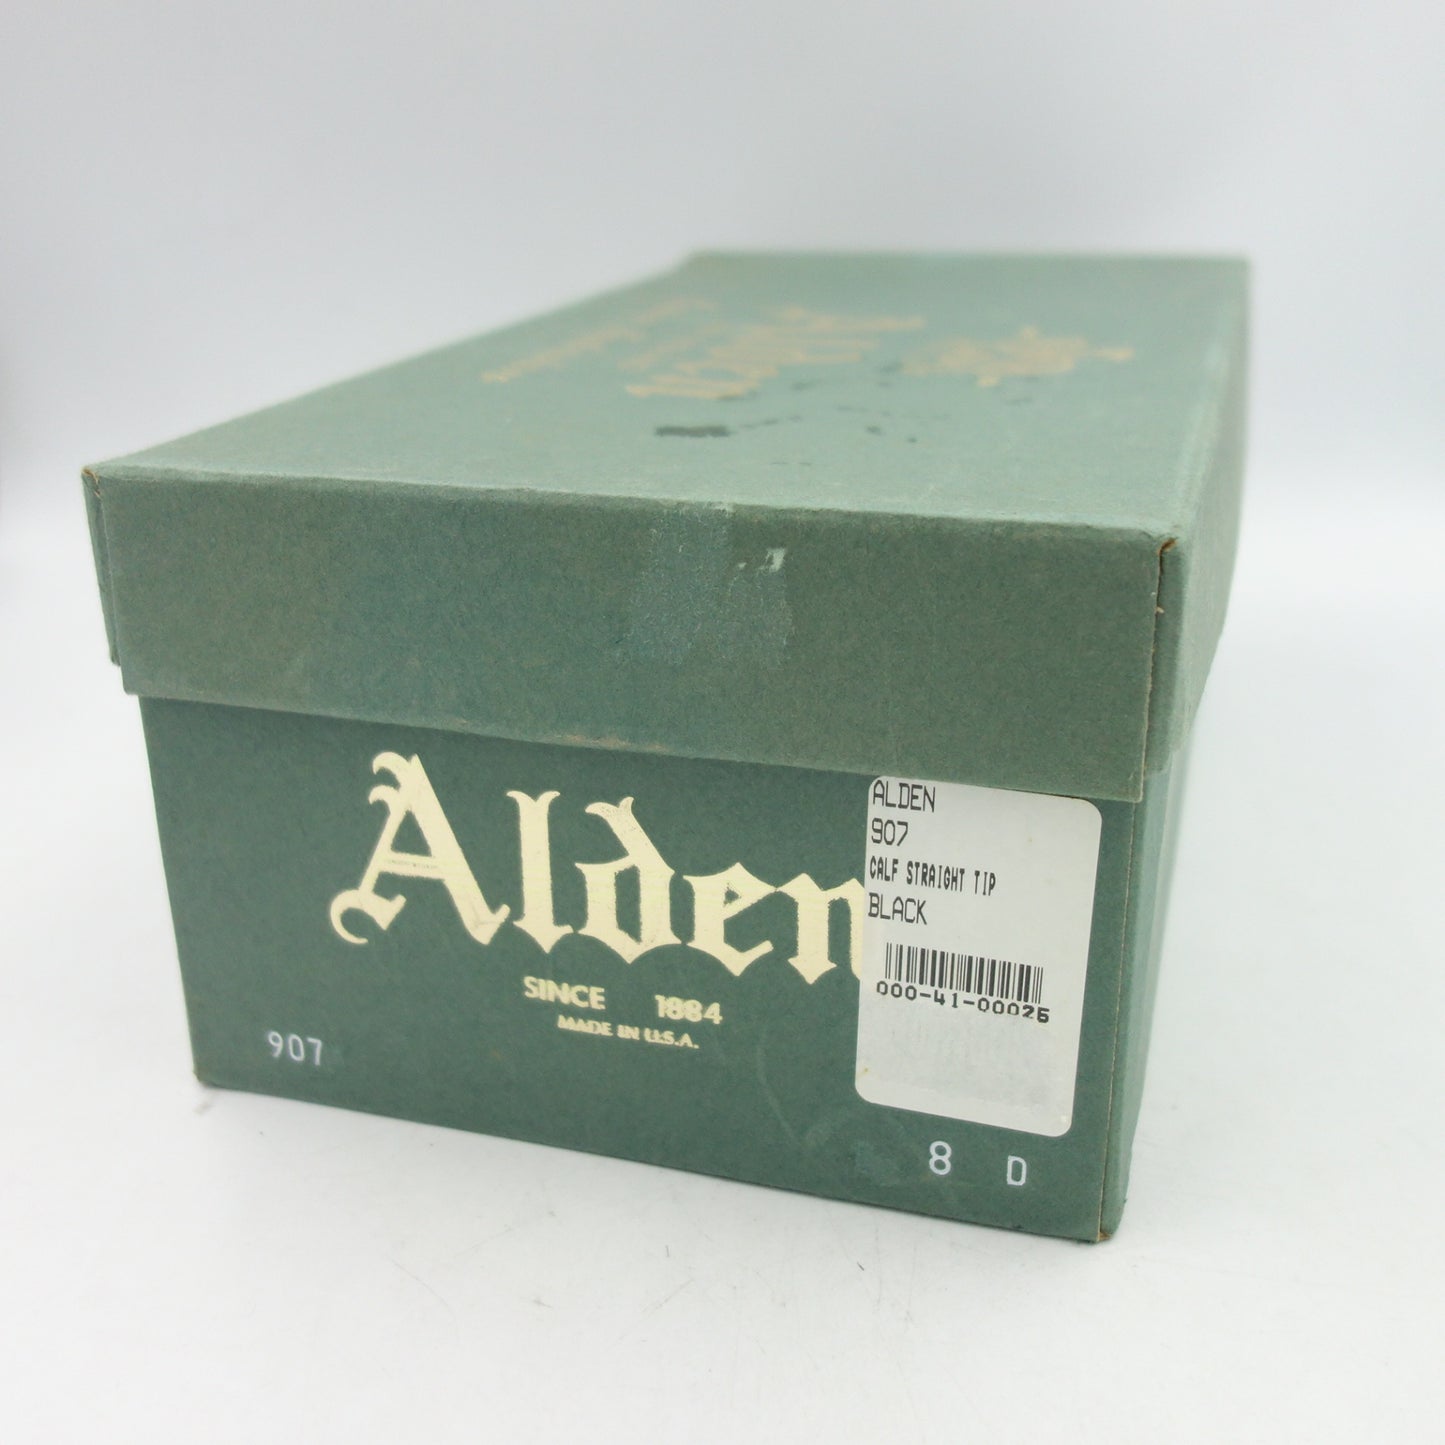 Alden
SINCE 1884
MADE IN U.S.A.
907
ALDEN
907
CALF STRAIGHT TIP
BLACK
000-41-00025
8 D